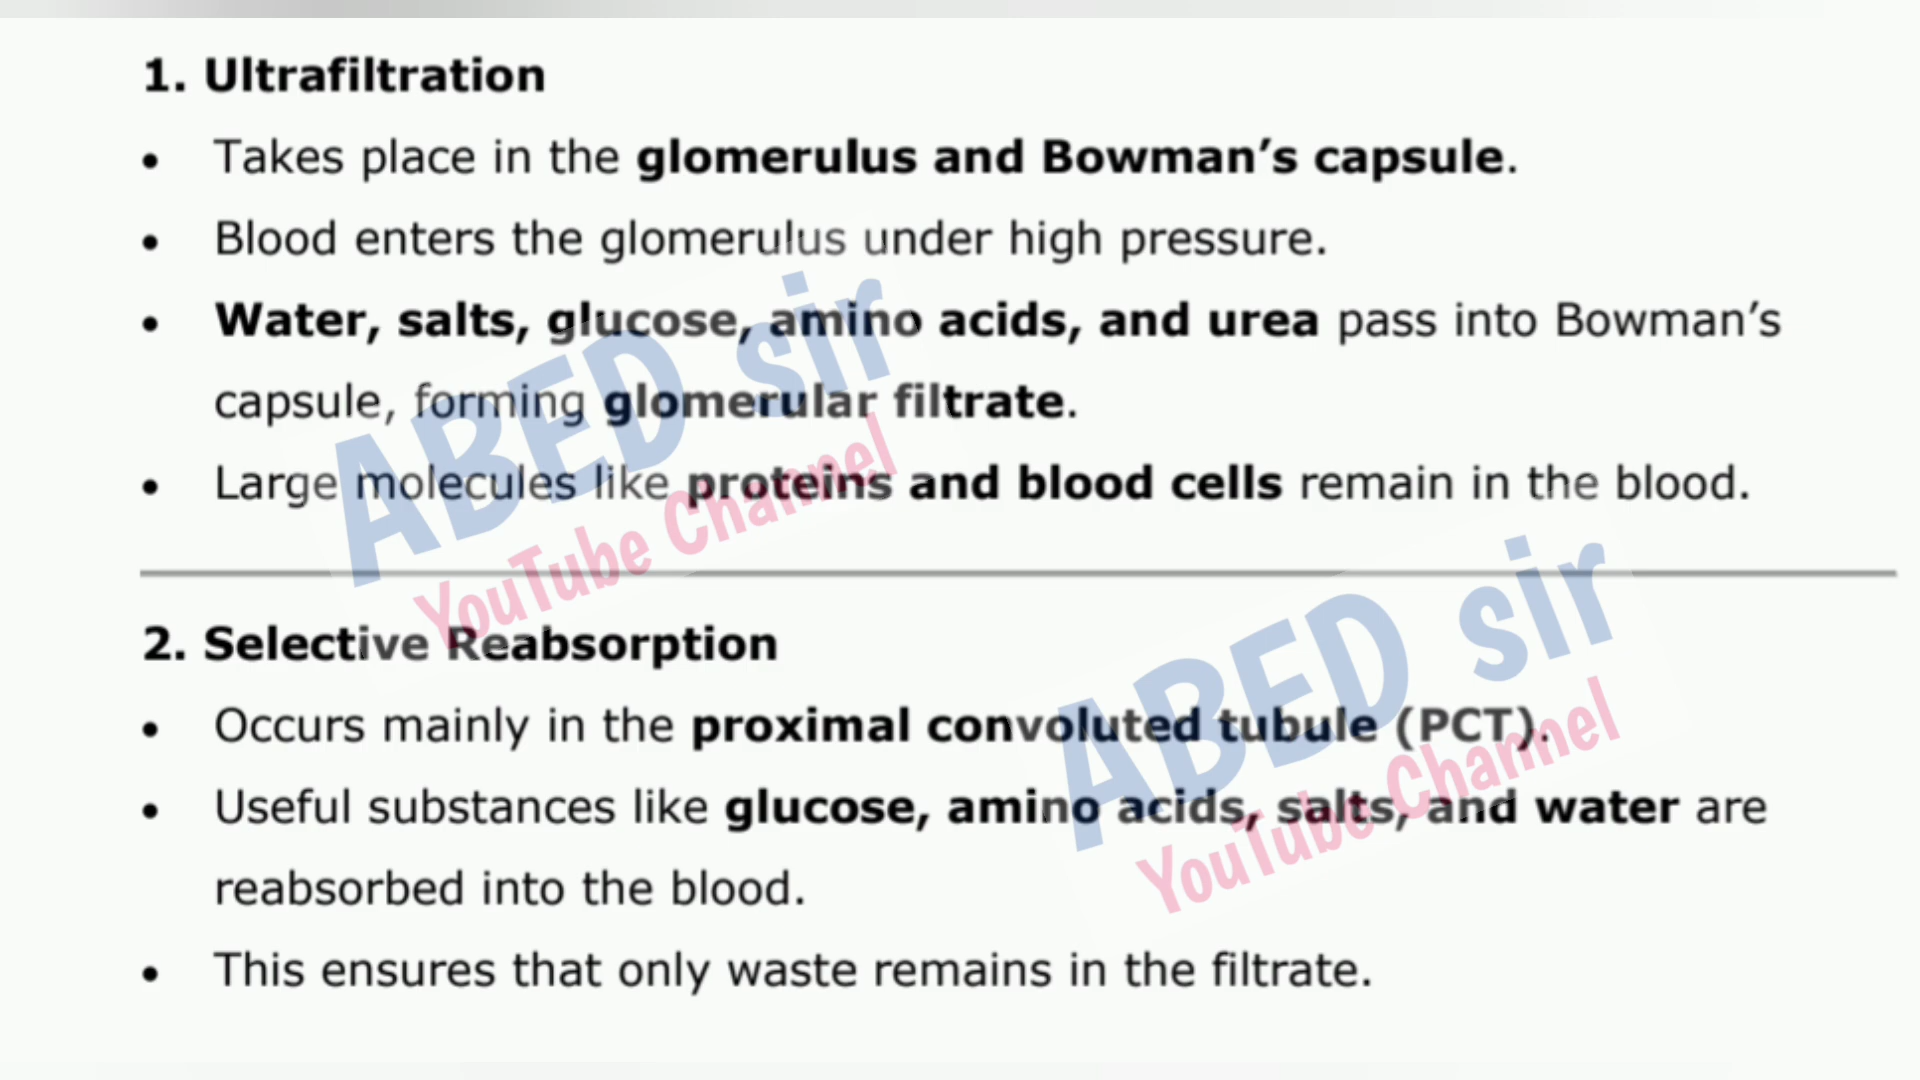 1. Ultrafiltration
• Takes place in the glomerulus and Bowman’s capsule.
• Blood enters the glomerulus under high pressure.
• Water, salts, glucose, amino acids, and urea pass into Bowman’s
capsule, forming glomerular filtrate.
• Large molecules like proteins and blood cells remain in the blood.
ABED sir
YouTube Channel
2. Selective Reabsorption
• Occurs mainly in the proximal convoluted tubule (PCT).
• Useful substances like glucose, amino acids, salts, and water are
reabsorbed into the blood.
• This ensures that only waste remains in the filtrate.
ABED sir
YouTube Channel